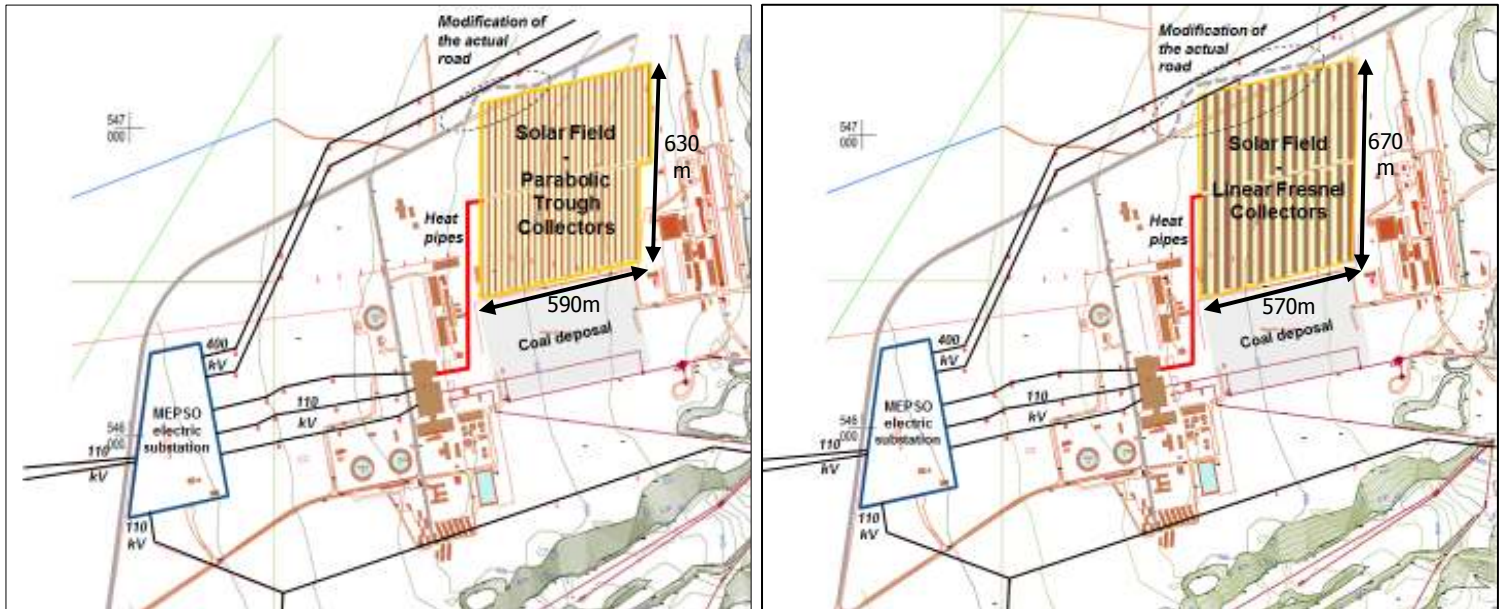 Modification of
the actual
road
547
000
Solar Field
-
Parabolic
Trough
Collectors
630
m
Heat
pipes
590m
Coal deposal
400
kV
110
kV
MEPSO
electric
substation
546
000
110
kV
110
kV
Modification of
the actual
road
547
000
Solar Field
-
Linear Fresnel
Collectors
670
m
Heat
pipes
570m
Coal deposal
400
kV
110
kV
MEPSO
electric
substation
546
000
110
kV
110
kV